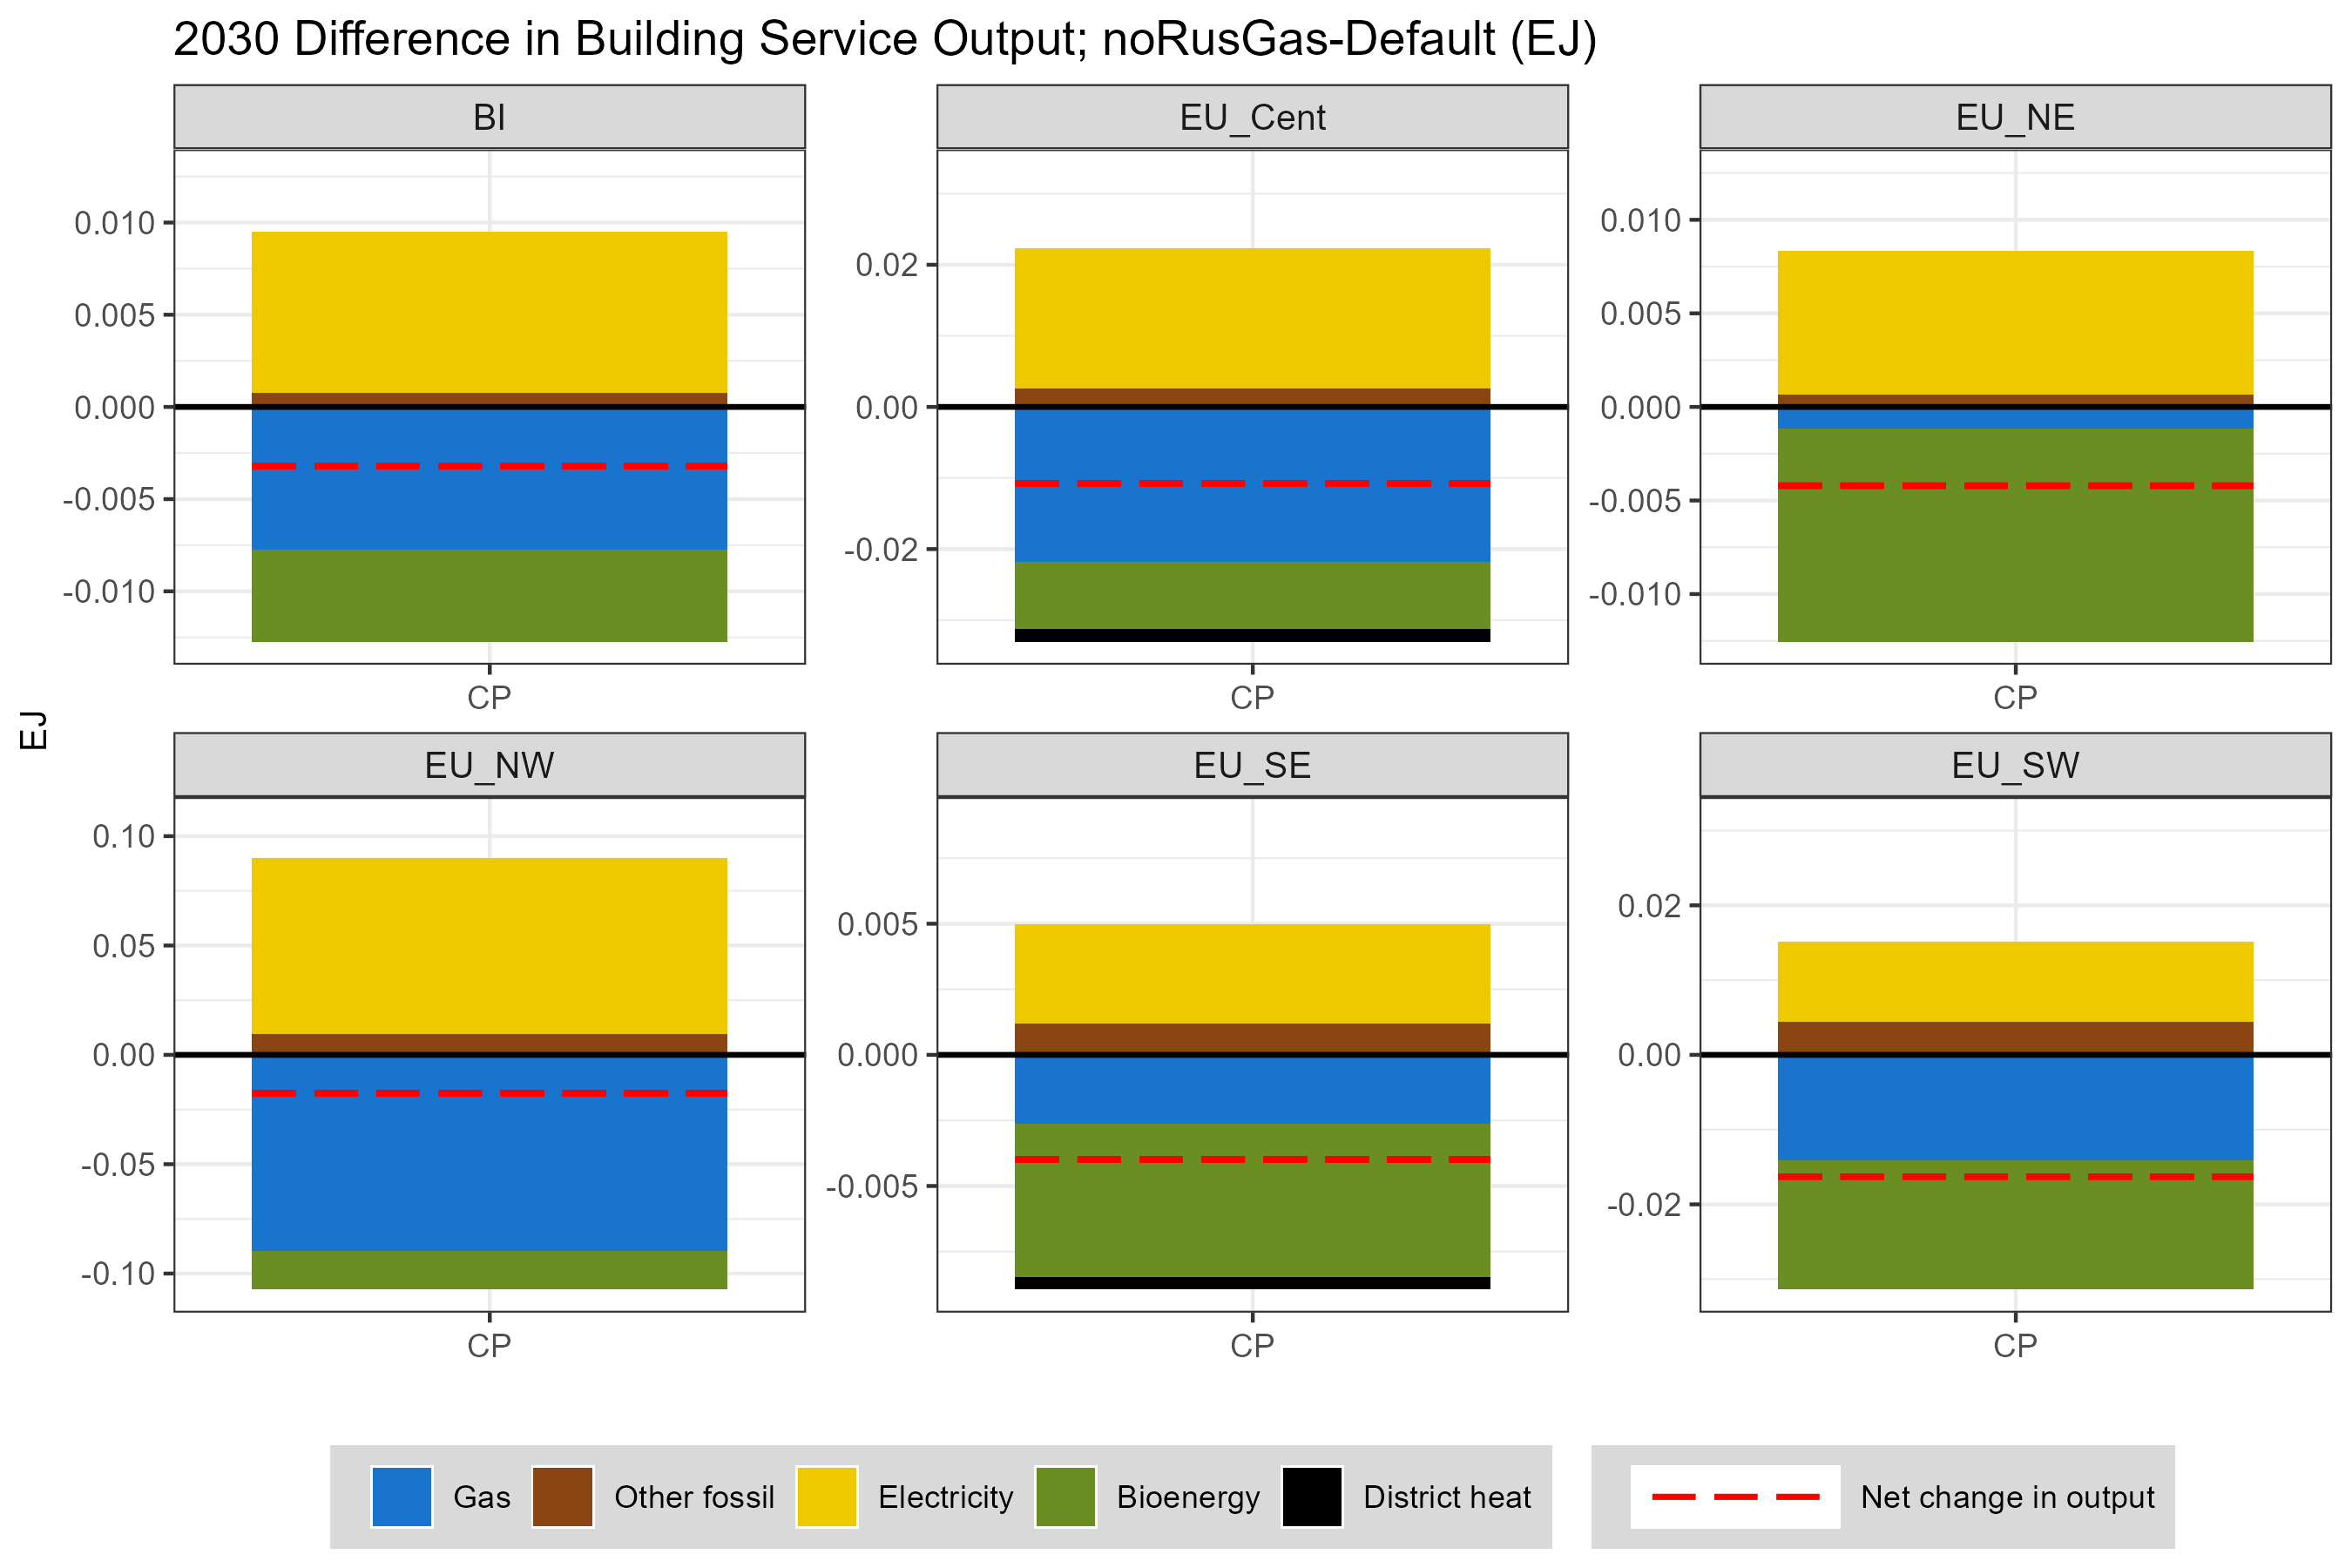 2030 Difference in Building Service Output; noRusGas-Default (EJ)
BI
EU_Cent
EU_NE
0.010
0.005
0.000
-0.005
-0.010
0.02
0.00
-0.02
0.010
0.005
0.000
-0.005
-0.010
CP
CP
CP
EJ
EU_NW
EU_SE
EU_SW
0.10
0.05
0.00
-0.05
-0.10
0.005
0.000
-0.005
0.02
0.00
-0.02
CP
CP
CP
Gas
Other fossil
Electricity
Bioenergy
District heat
Net change in output